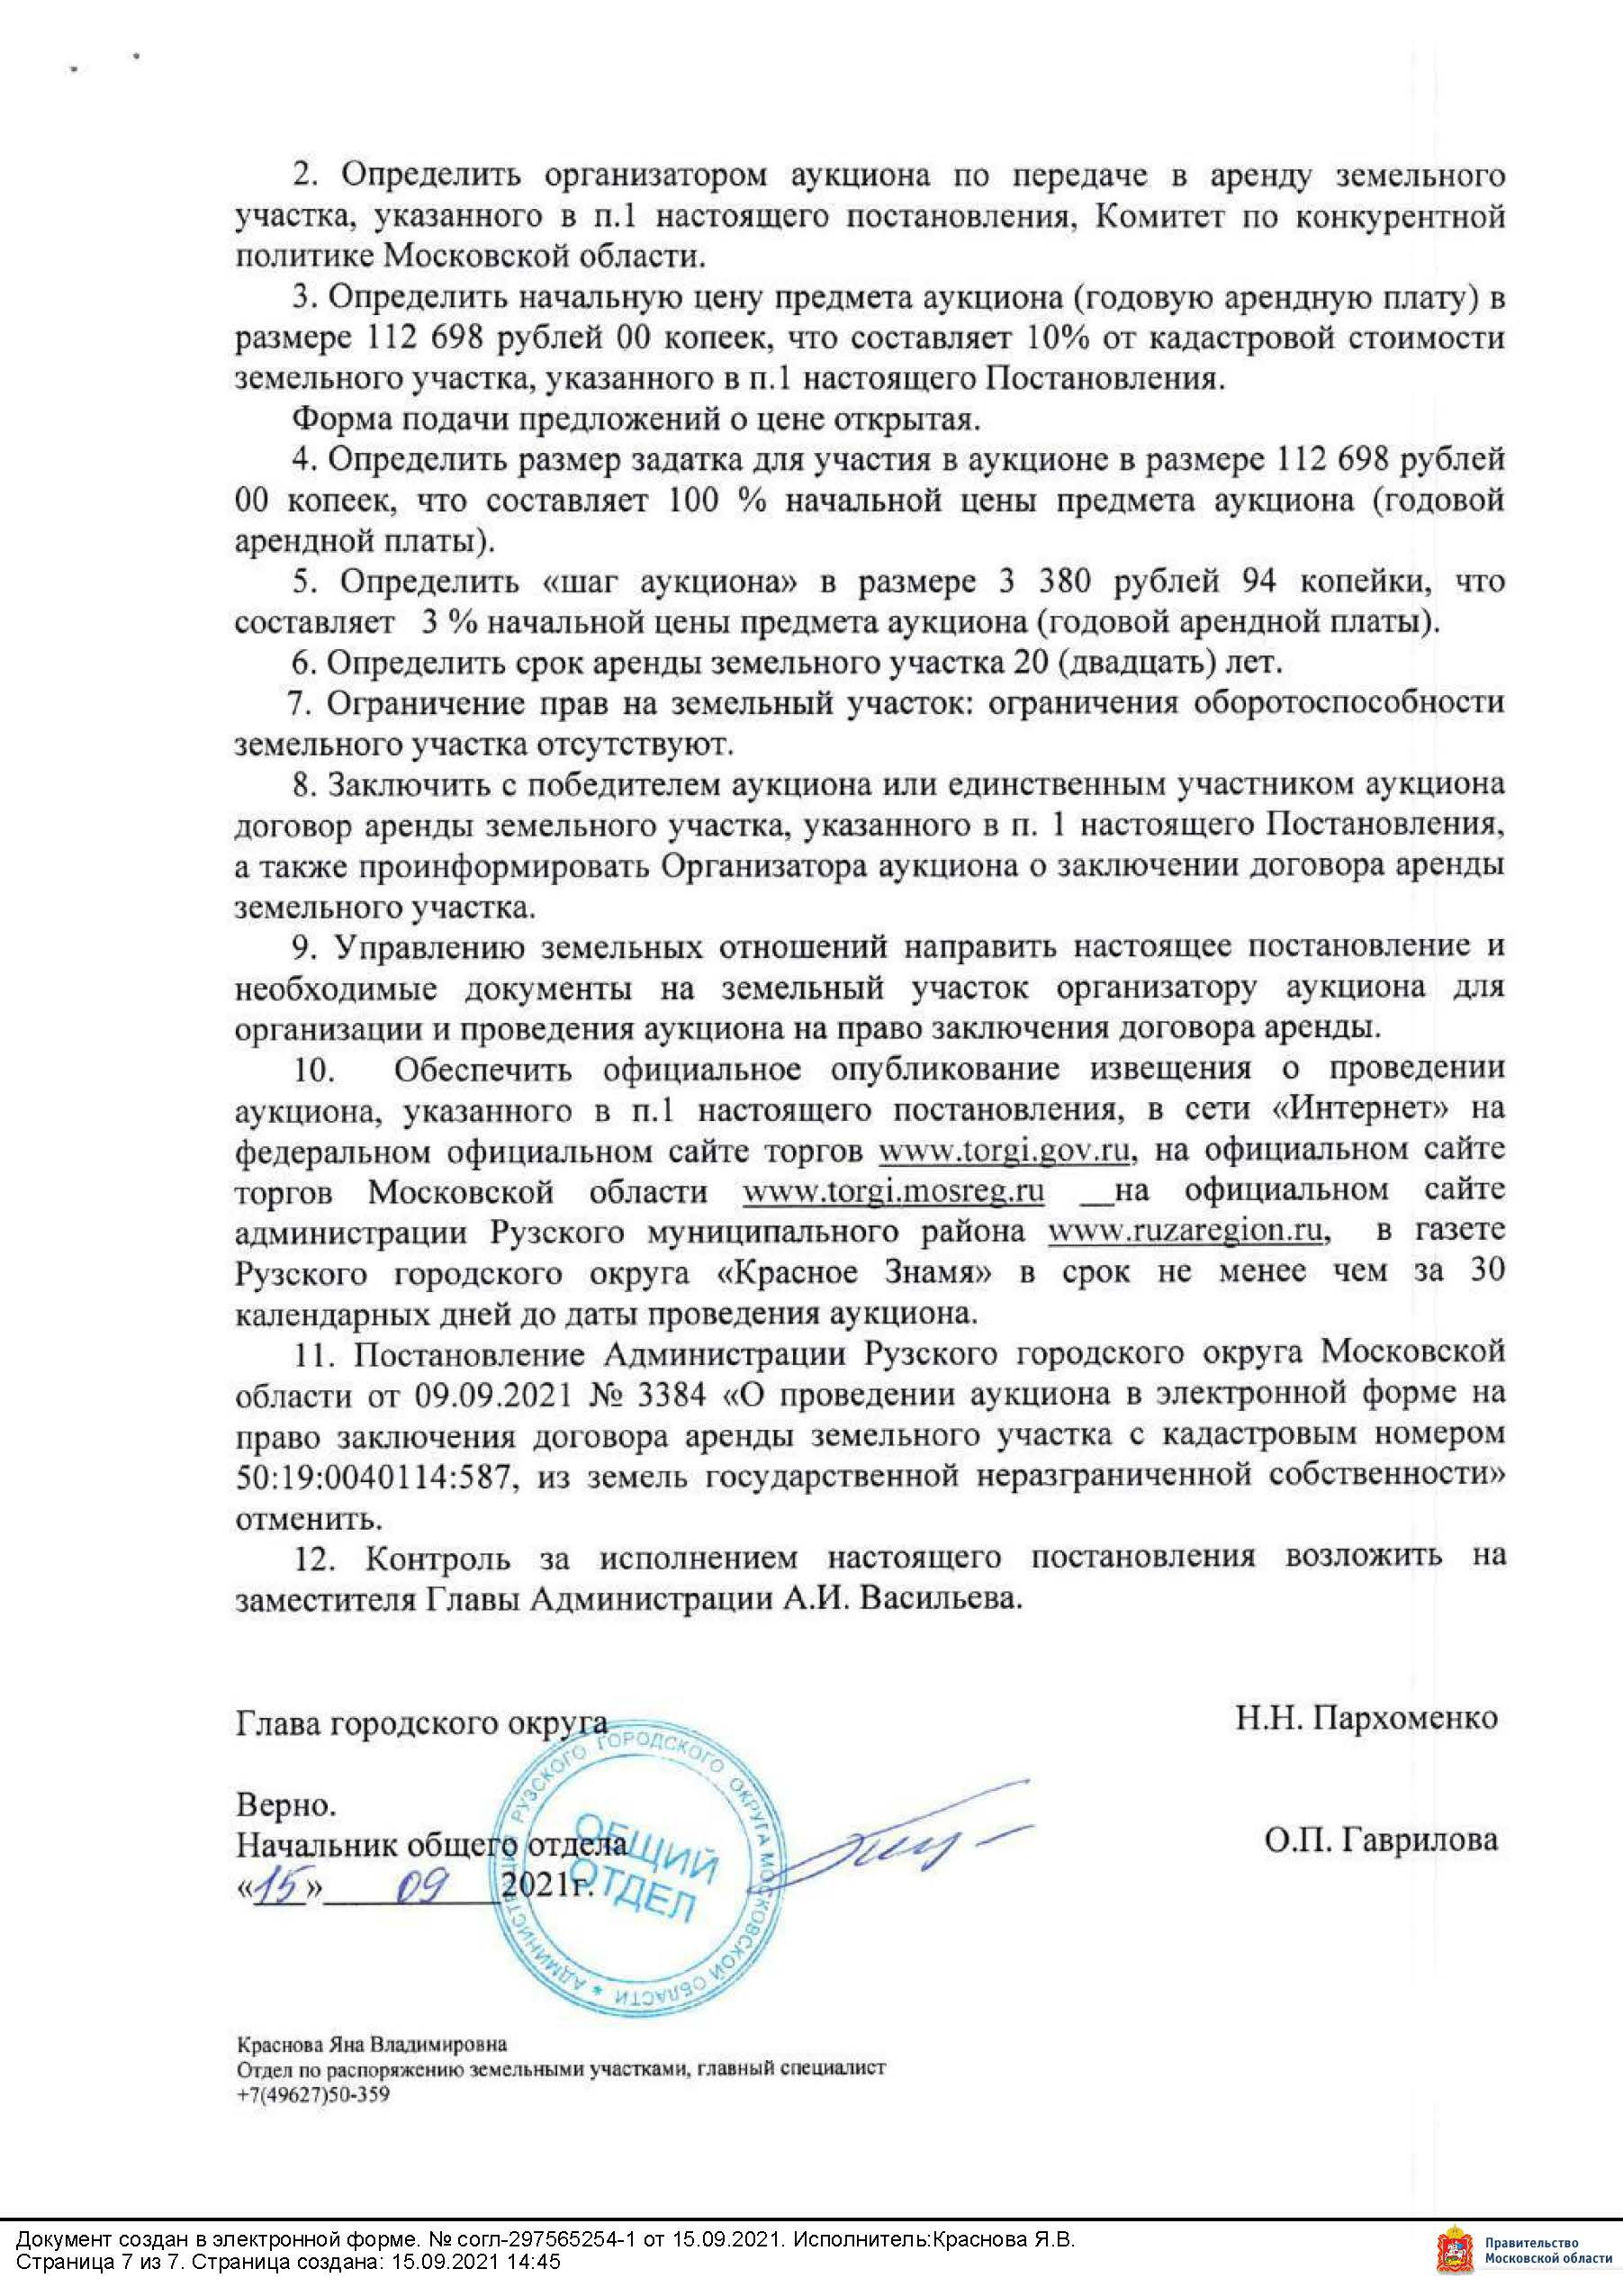 2. Определить организатором аукциона по передаче в аренду земельного
участка, указанного в п.1 настоящего постановления, Комитет по конкурентной
политике Московской области.
3. Определить начальную цену предмета аукциона (годовую арендную плату) в
размере 112 698 рублей 00 копеек, что составляет 10% от кадастровой стоимости
земельного участка, указанного в п.1 настоящего Постановления.
Форма подачи предложений о цене открытая.
4. Определить размер задатка для участия в аукционе в размере 112 698 рублей
00 копеек, что составляет 100 % начальной цены предмета аукциона (годовой
арендной платы).
5. Определить «шаг аукциона» в размере 3 380 рублей 94 копейки, что
составляет 3 % начальной цены предмета аукциона (годовой арендной платы).
6. Определить срок аренды земельного участка 20 (двадцать) лет.
7. Ограничение прав на земельный участок: ограничения оборотоспособности
земельного участка отсутствуют.
8. Заключить с победителем аукциона или единственным участником аукциона
договор аренды земельного участка, указанного в п. 1 настоящего Постановления,
а также проинформировать Организатора аукциона о заключении договора аренды
земельного участка.
9. Управлению земельных отношений направить настоящее постановление и
необходимые документы на земельный участок организатору аукциона для
организации и проведения аукциона на право заключения договора аренды.
10. Обеспечить официальное опубликование извещения о проведении
аукциона, указанного в п.1 настоящего постановления, в сети «Интернет» на
федеральном официальном сайте торгов www.torgi.gov.ru, на официальном сайте
торгов Московской области www.torgi.mosreg.ru __на официальном сайте
администрации Рузского муниципального района www.ruzaregion.ru, в газете
Рузского городского округа «Красное Знамя» в срок не менее чем за 30
календарных дней до даты проведения аукциона.
11. Постановление Администрации Рузского городского округа Московской
области от 09.09.2021 № 3384 «О проведении аукциона в электронной форме на
право заключения договора аренды земельного участка с кадастровым номером
50:19:0040114:587, из земель государственной неразграниченной собственности»
отменить.
12. Контроль за исполнением настоящего постановления возложить на
заместителя Главы Администрации А.И. Васильева.
Глава городского округа Н.Н. Пархоменко
Верно.
Начальник общего отдела О.П. Гаврилова
«15» 09 2021г.
АДМИНИСТРАЦИЯ РУЗСКОГО ГОРОДСКОГО ОКРУГА МОСКОВСКОЙ ОБЛАСТИ *
ОБЩИЙ
ОТДЕЛ
Краснова Яна Владимировна
Отдел по распоряжению земельными участками, главный специалист
+7(49627)50-359
Документ создан в электронной форме. № согл-297565254-1 от 15.09.2021. Исполнитель:Краснова Я.В.
Страница 7 из 7. Страница создана: 15.09.2021 14:45
Правительство
Московской области